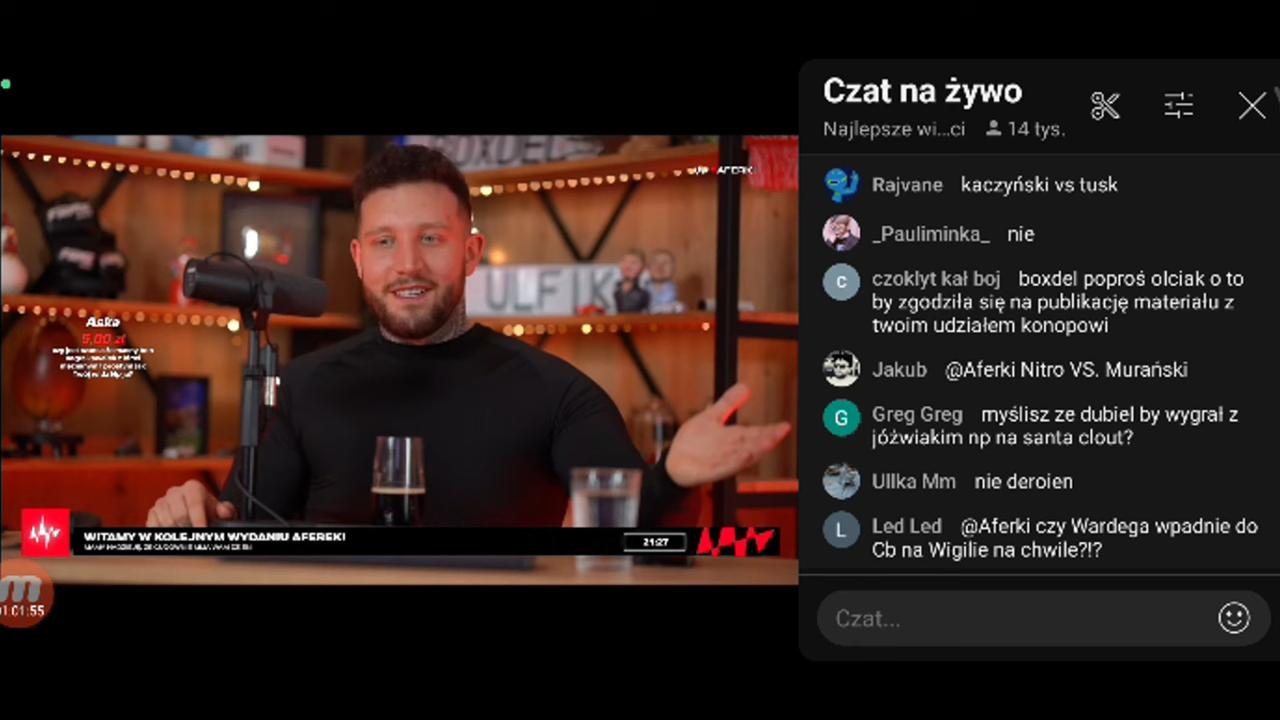 Czat na żywo
Najlepsze wi...ci 14 tys.
Rajvane kaczyński vs tusk
_Pauliminka_ nie
czoklyt kał boj boxdel poproś olciak o to
by zgodziła się na publikację materiału z
twoim udziałem konopowi
Jakub @Aferki Nitro VS. Murański
Greg Greg myślisz ze dubiel by wygrał z
jóżwiakim np na santa clout?
Ullka Mm nie deroien
Led Led @Aferki czy Wardega wpadnie do
Cb na Wigilie na chwile?!?
Czat...
BOXDEL
ULFIK
5,00 zł
WITAMY W KOLEJNYM WYDANIU AFEREK!
21:27
01:01:55